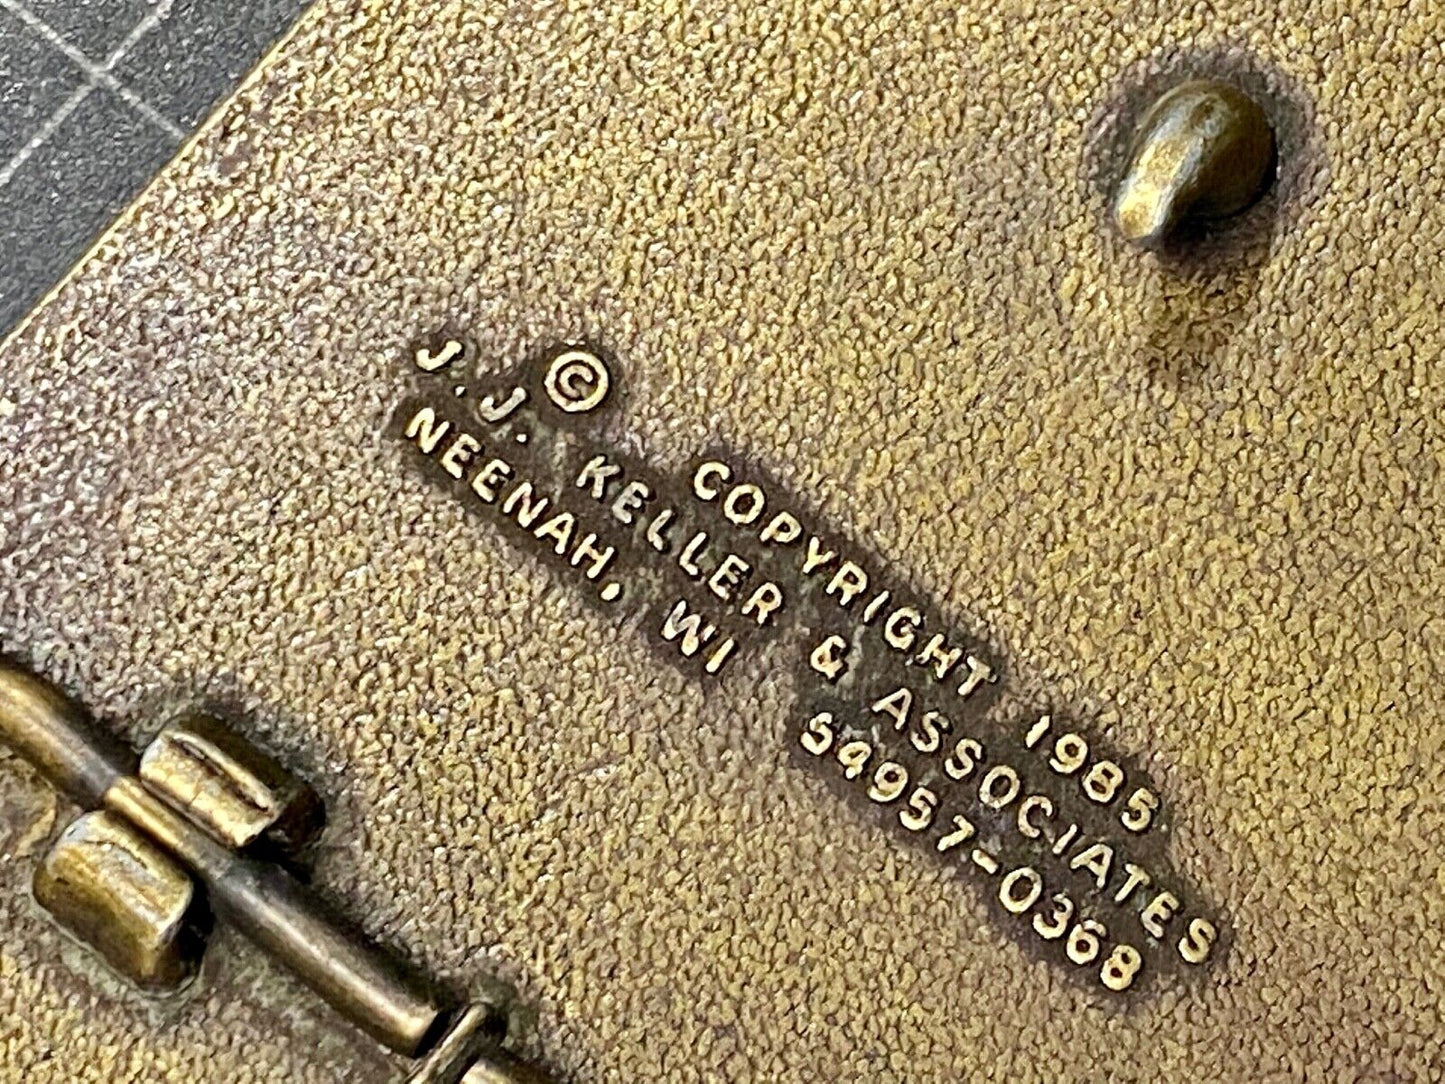 © COPYRIGHT 1985
J. J. KELLER & ASSOCIATES
NEENAH, WI 54957-0368